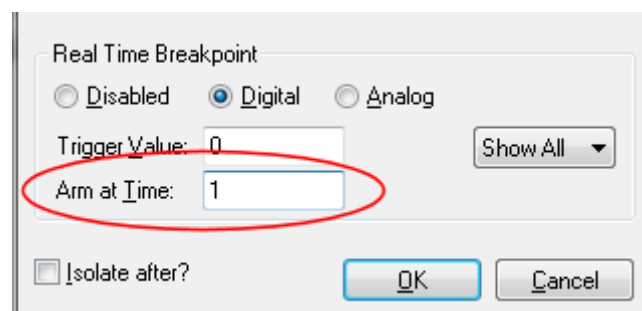 Real Time Breakpoint
Disabled Digital Analog
Trigger Value: 0 Show All
Arm at Time: 1
Isolate after? OK Cancel